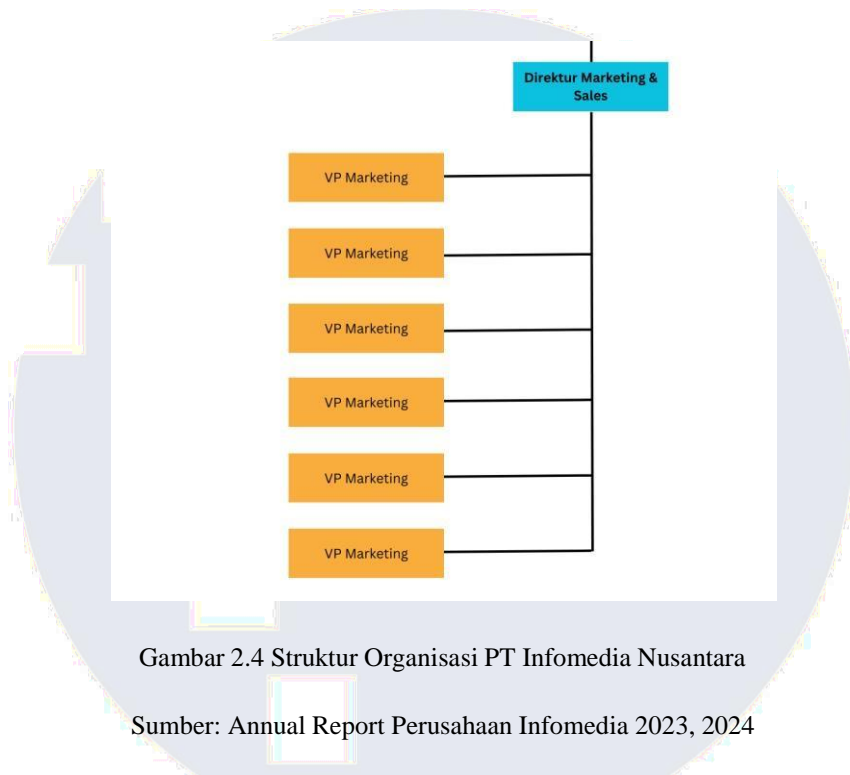 Direktur Marketing &
Sales
VP Marketing
VP Marketing
VP Marketing
VP Marketing
VP Marketing
VP Marketing
Gambar 2.4 Struktur Organisasi PT Infomedia Nusantara
Sumber: Annual Report Perusahaan Infomedia 2023, 2024